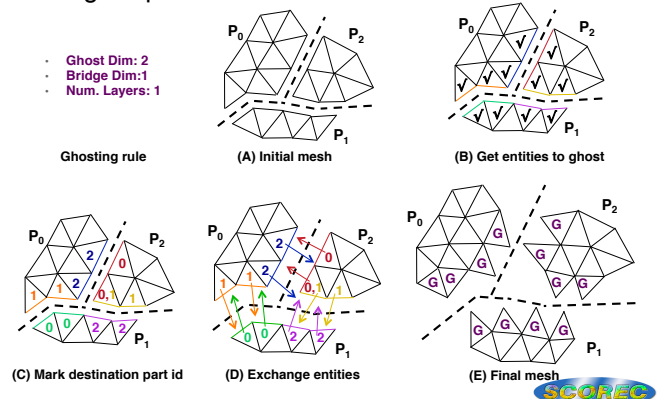 P0
P2
P1
• Ghost Dim: 2
• Bridge Dim:1
• Num. Layers: 1
Ghosting rule
(A) Initial mesh
√ √ √ √ √ √ √ √ √ √ √
P0
P2
P1
(B) Get entities to ghost
P0
P2
2
0
2
1 1
0,1 1
0 0 2 2
P1
(C) Mark destination part id
P0
P2
2
0
2
1 1
0,1 1
0 0 2 2
P1
(D) Exchange entities
P0
P2
G G
G G
G G
G G
G G G G
P1
(E) Final mesh
SCOREC